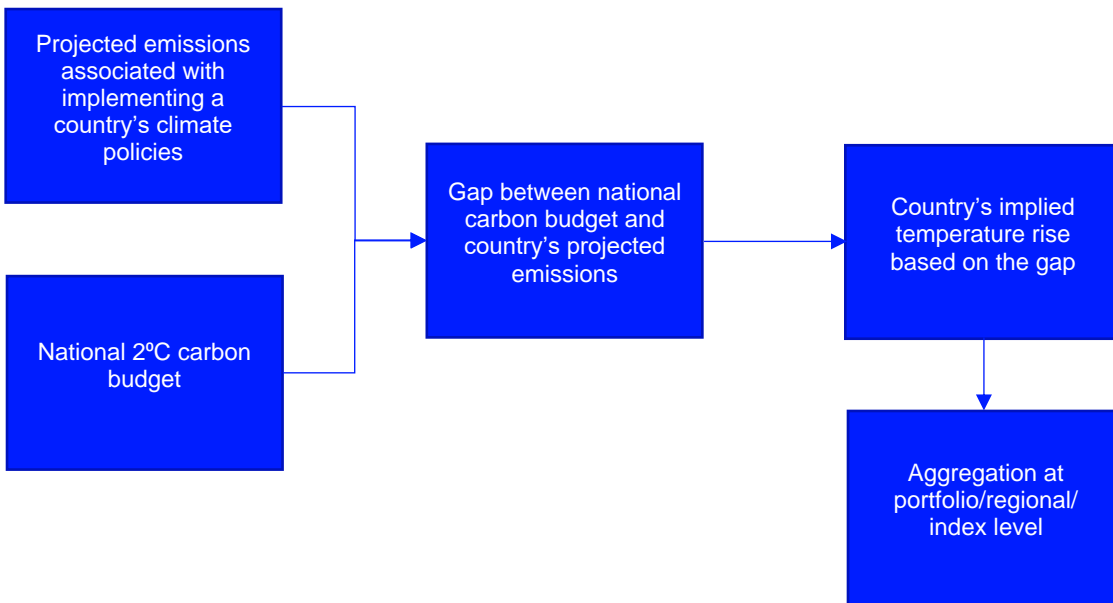 Projected emissions
associated with
implementing a
country's climate
policies
National 2ºC carbon
budget
Gap between national
carbon budget and
country's projected
emissions
Country's implied
temperature rise
based on the gap
Aggregation at
portfolio/regional/
index level